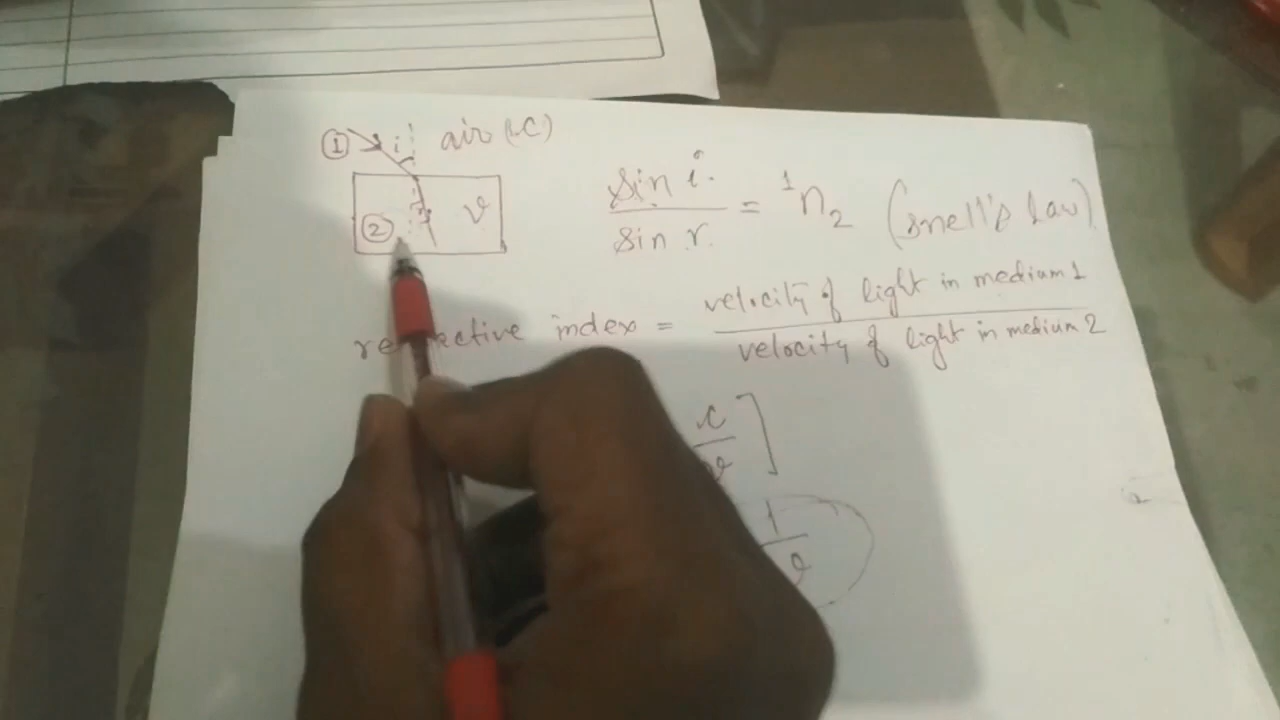 ① i air (c)
② r v
sin i / sin r = ¹n₂ (Snell's law)
index = velocity of light in medium 1 / velocity of light in medium 2
c / v ]
1 / v